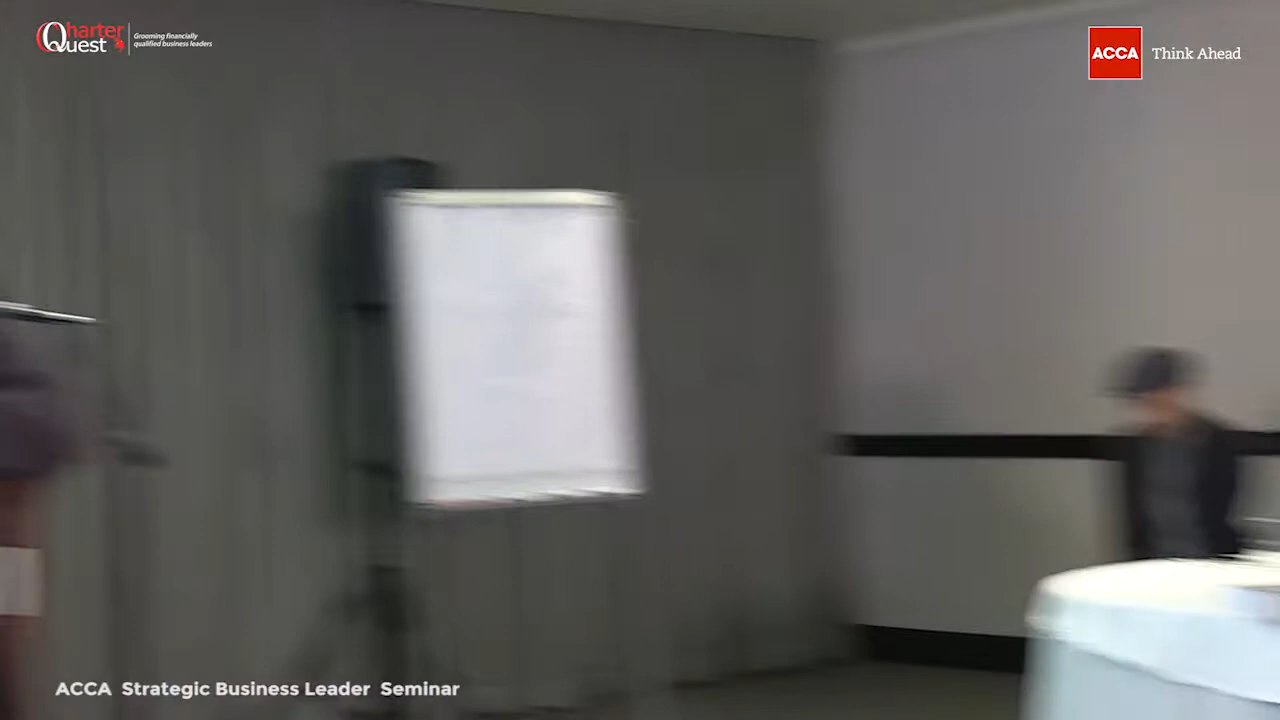 Charter
Quest
Grooming financially
qualified business leaders
ACCA
Think Ahead
ACCA Strategic Business Leader Seminar